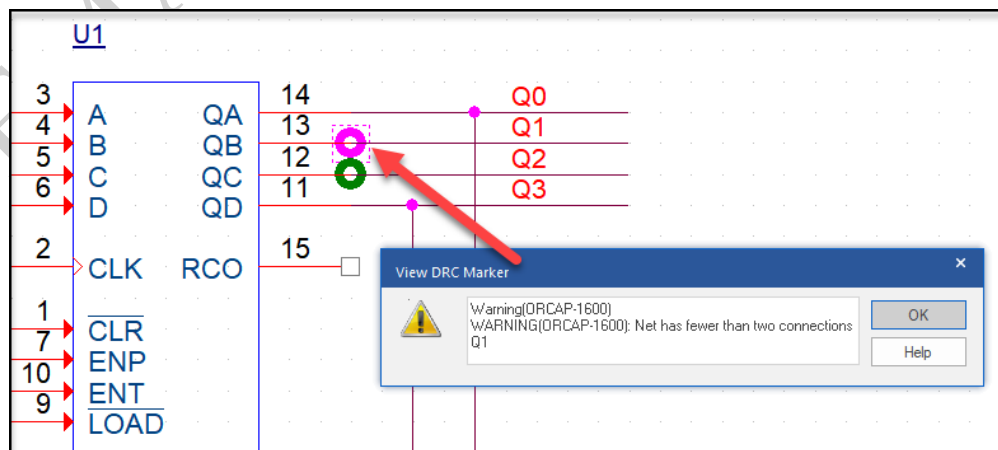 U1
3 A QA 14 Q0
4 B QB 13 Q1
5 C QC 12 Q2
6 D QD 11 Q3
2 CLK RCO 15
1 CLR
7 ENP
10 ENT
9 LOAD
View DRC Marker
Warning(ORCAP-1600)
WARNING(ORCAP-1600): Net has fewer than two connections
Q1
OK
Help